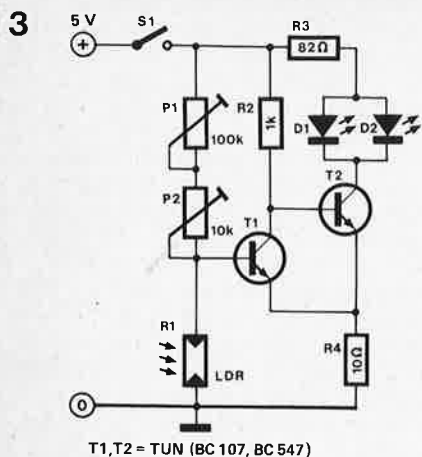 3
5 V
S1
R3
+
82Ω
P1
R2
D1
D2
100k
1k
P2
T2
T1
10k
R1
R4
LDR
10Ω
0
T1,T2 = TUN (BC 107, BC 547)